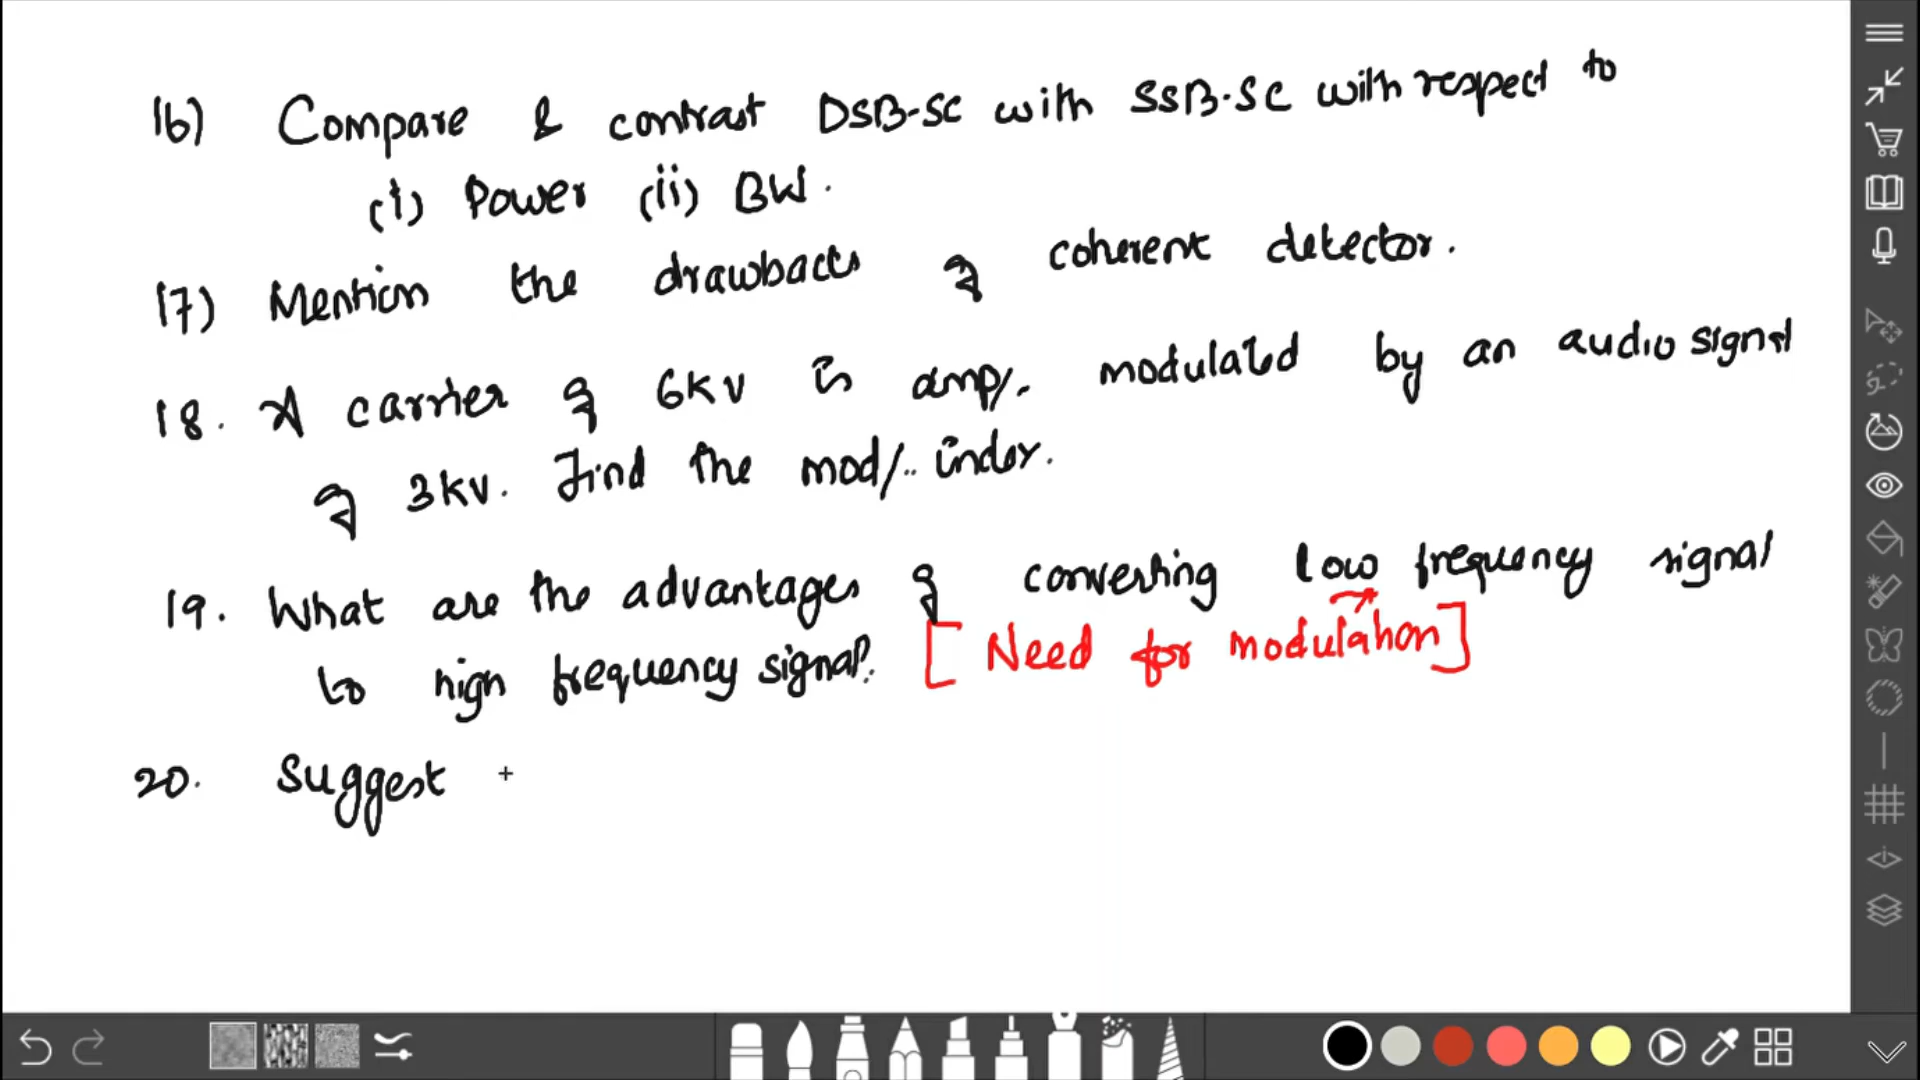 16) Compare & contrast DSB-SC with SSB-SC with respect to
(i) Power (ii) BW.
17) Mention the drawbacks of coherent detector.
18. A carrier of 6KV is amp/. modulated by an audio signal
of 3KV. Find the mod/. index.
19. What are the advantages of converting low frequency signal
to high frequency signal? [Need for modulation]
20. Suggest